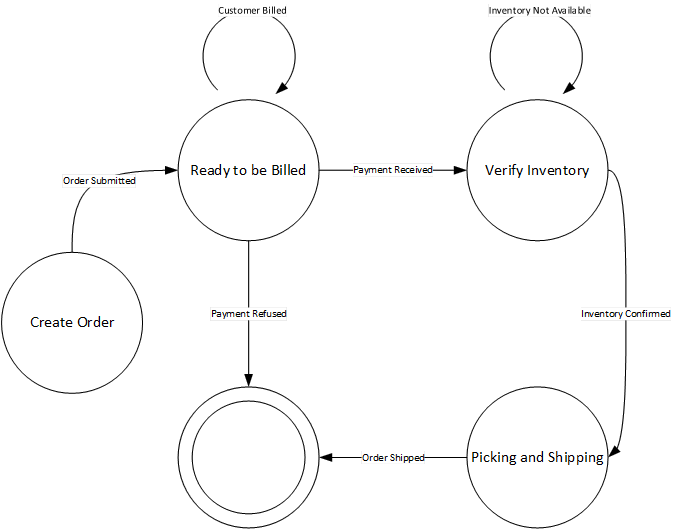 Customer Billed
Inventory Not Available
Ready to be Billed
Payment Received
Verify Inventory
Order Submitted
Create Order
Payment Refused
Inventory Confirmed
Order Shipped
Picking and Shipping